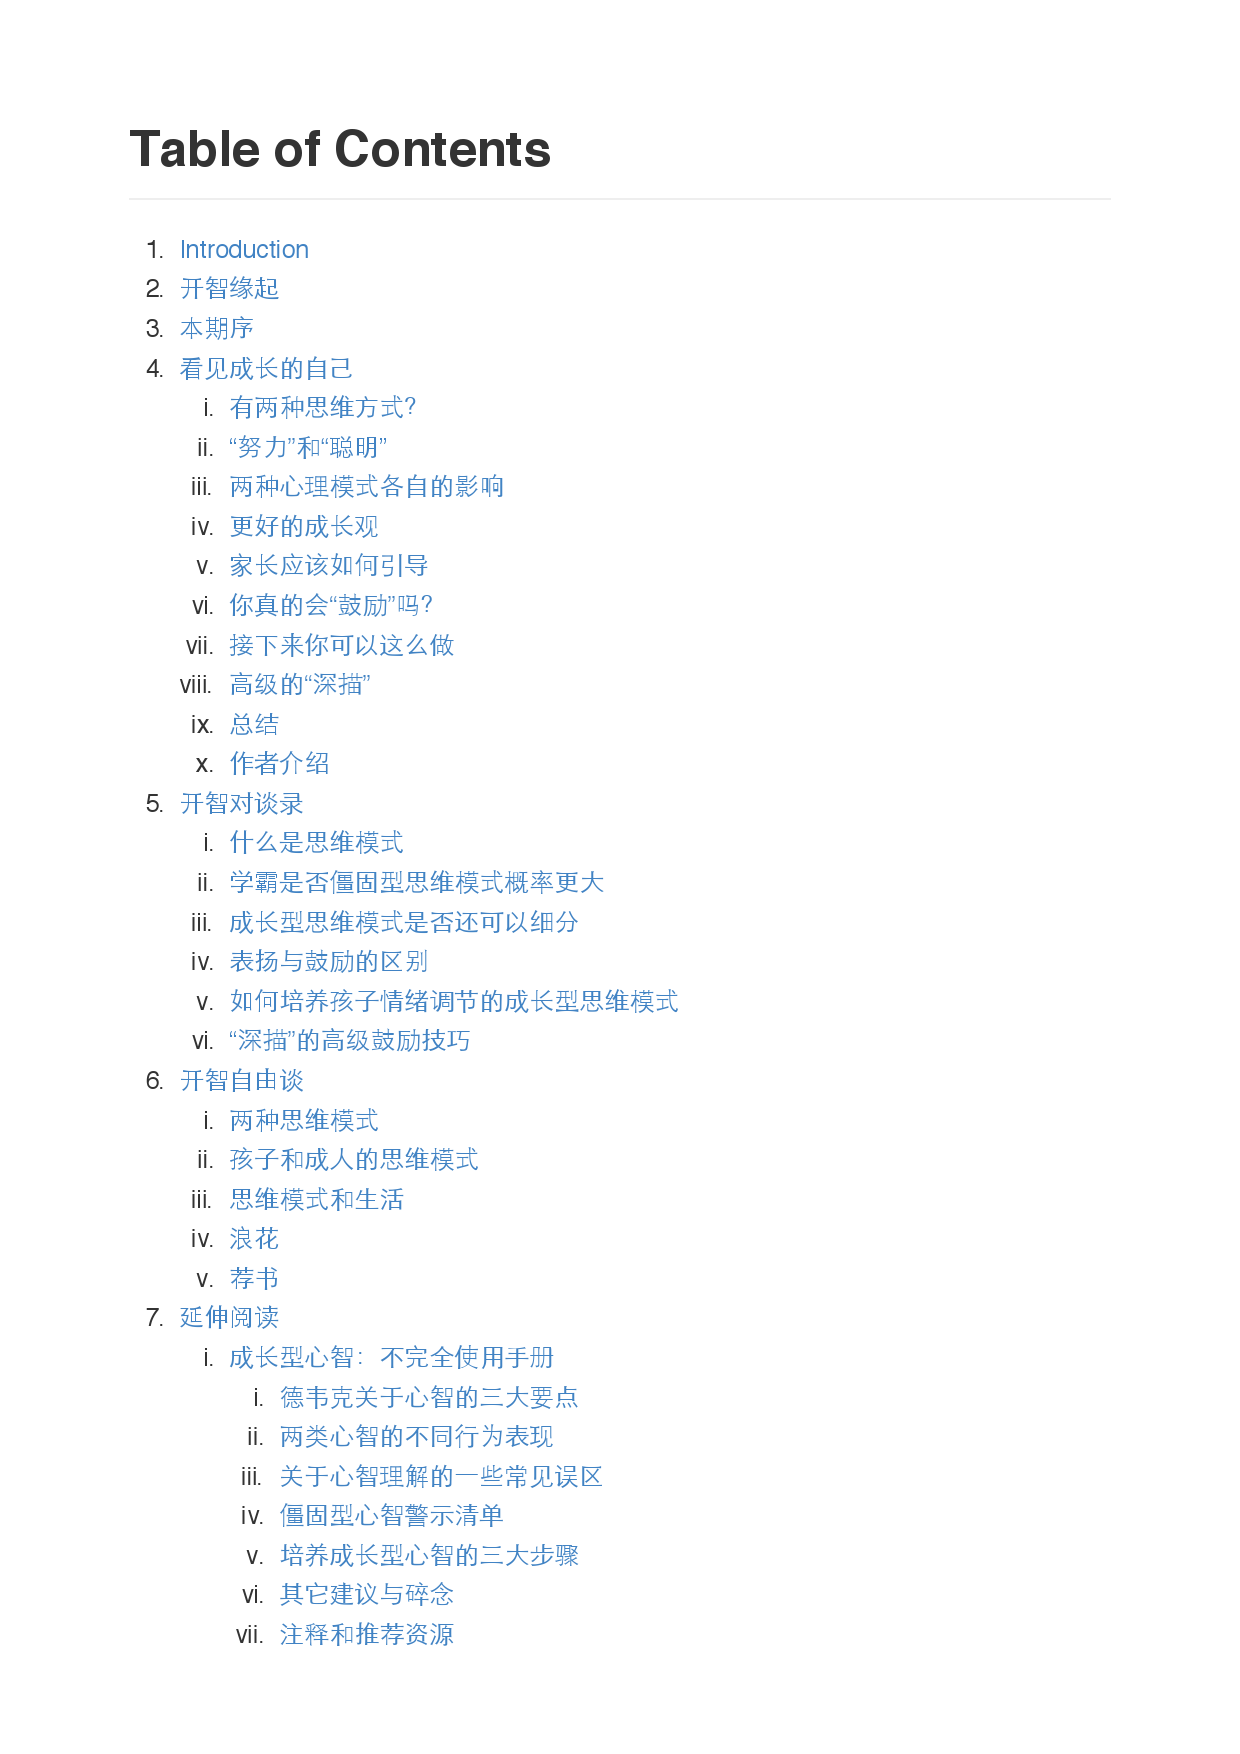 Table of Contents
1. Introduction
2. 开智缘起
3. 本期序
4. 看见成长的自己
i. 有两种思维方式?
ii. “努力”和“聪明”
iii. 两种心理模式各自的影响
iv. 更好的成长观
v. 家长应该如何引导
vi. 你真的会“鼓励”吗?
vii. 接下来你可以这么做
viii. 高级的“深描”
ix. 总结
x. 作者介绍
5. 开智对谈录
i. 什么是思维模式
ii. 学霸是否僵固型思维模式概率更大
iii. 成长型思维模式是否还可以细分
iv. 表扬与鼓励的区别
v. 如何培养孩子情绪调节的成长型思维模式
vi. “深描”的高级鼓励技巧
6. 开智自由谈
i. 两种思维模式
ii. 孩子和成人的思维模式
iii. 思维模式和生活
iv. 浪花
v. 荐书
7. 延伸阅读
i. 成长型心智：不完全使用手册
i. 德韦克关于心智的三大要点
ii. 两类心智的不同行为表现
iii. 关于心智理解的一些常见误区
iv. 僵固型心智警示清单
v. 培养成长型心智的三大步骤
vi. 其它建议与碎念
vii. 注释和推荐资源